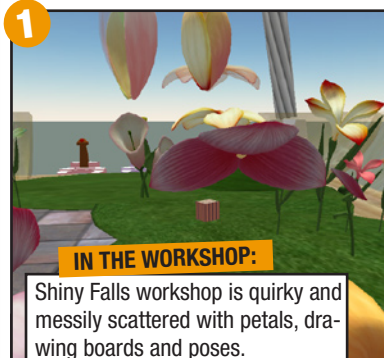 1
IN THE WORKSHOP:
Shiny Falls workshop is quirky and
messily scattered with petals, dra-
wing boards and poses.